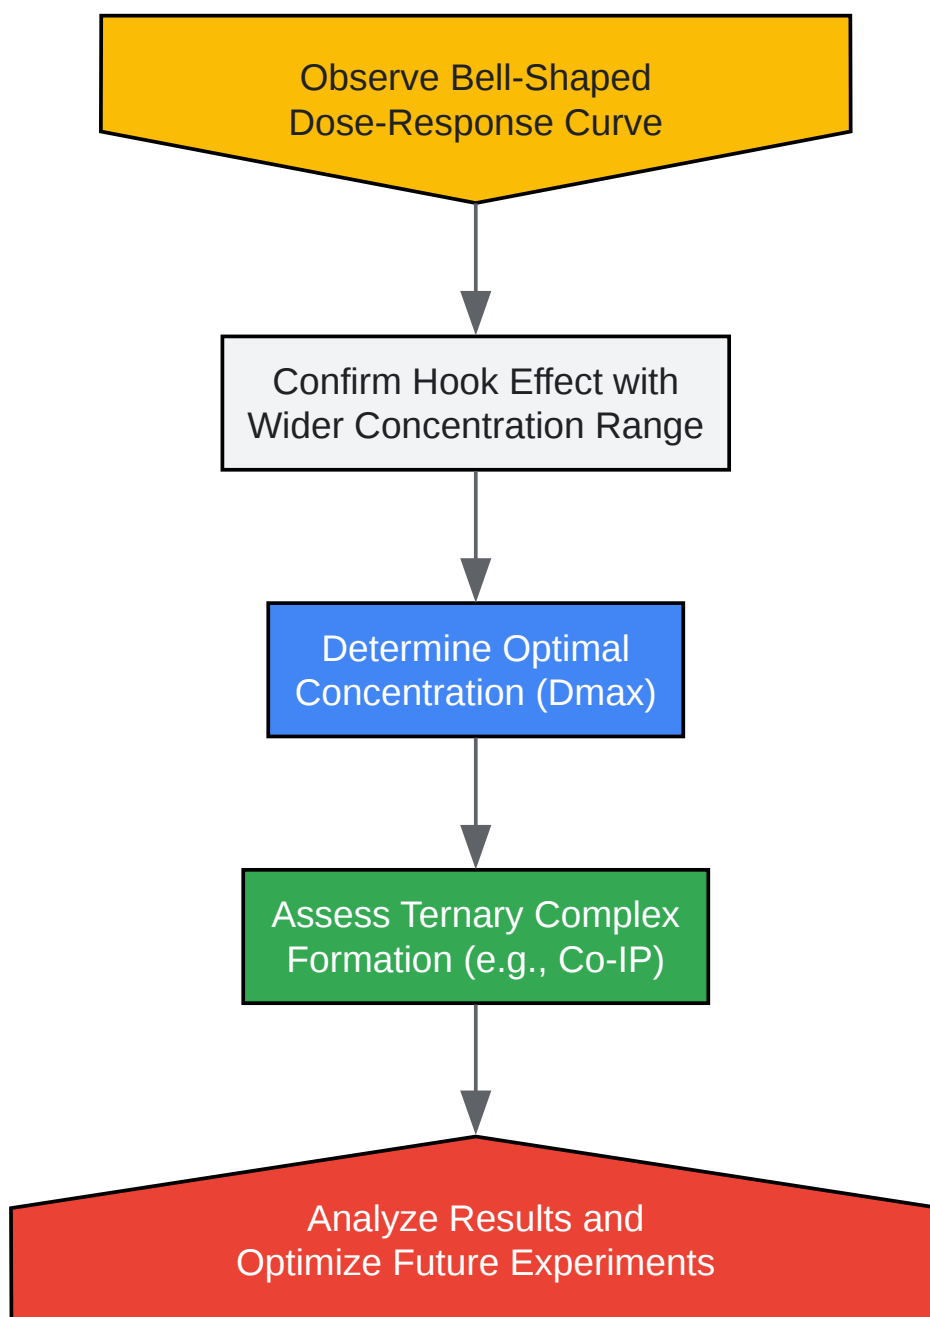 Observe Bell-Shaped
Dose-Response Curve
Confirm Hook Effect with
Wider Concentration Range
Determine Optimal
Concentration (Dmax)
Assess Ternary Complex
Formation (e.g., Co-IP)
Analyze Results and
Optimize Future Experiments